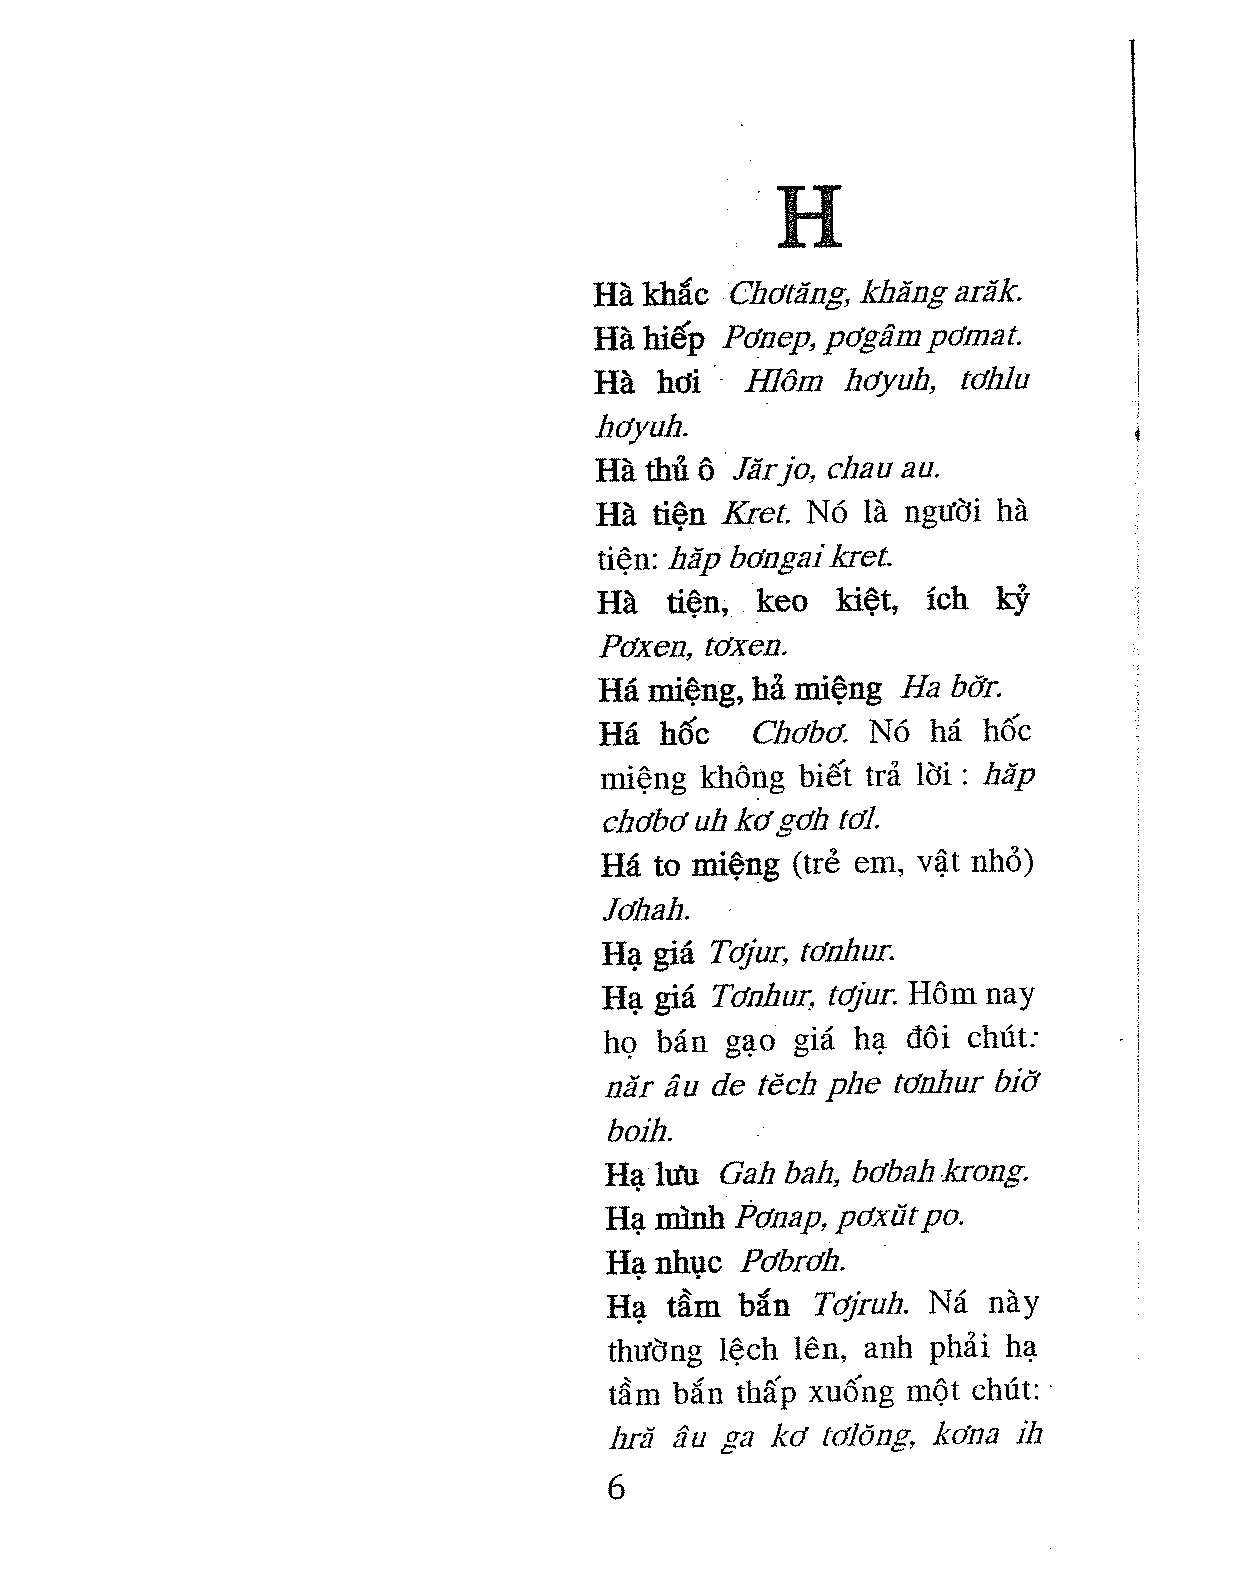 H
Hà khắc Chơtăng, khăng arăk.
Hà hiếp Pơnep, pơgâm pơmat.
Hà hơi Hlôm hơyuh, tơhlu
hơyuh.
Hà thủ ô Jăr jo, chau au.
Hà tiện Kret. Nó là người hà
tiện: hăp bơngai kret.
Hà tiện, keo kiệt, ích kỷ
Pơxen, tơxen.
Há miệng, hả miệng Ha bơ̆r.
Há hốc Chơbơ. Nó há hốc
miệng không biết trả lời : hăp
chơbơ uh kơ gơh tơl.
Há to miệng (trẻ em, vật nhỏ)
Jơhah.
Hạ giá Tơjur, tơnhur.
Hạ giá Tơnhur, tơjur. Hôm nay
họ bán gạo giá hạ đôi chút:
năr âu de tĕch phe tơnhur biơ̆
boih.
Hạ lưu Gah bah, bơbah krong.
Hạ mình Pơnap, pơxŭt po.
Hạ nhục Pơbrơh.
Hạ tầm bắn Tơjruh. Ná này
thường lệch lên, anh phải hạ
tầm bắn thấp xuống một chút:
hră âu ga kơ tơlŏng, kơna ih
6